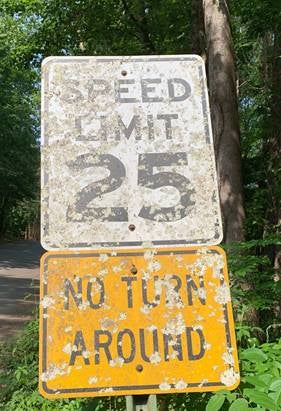 SPEED
LIMIT
25
NO TURN
AROUND